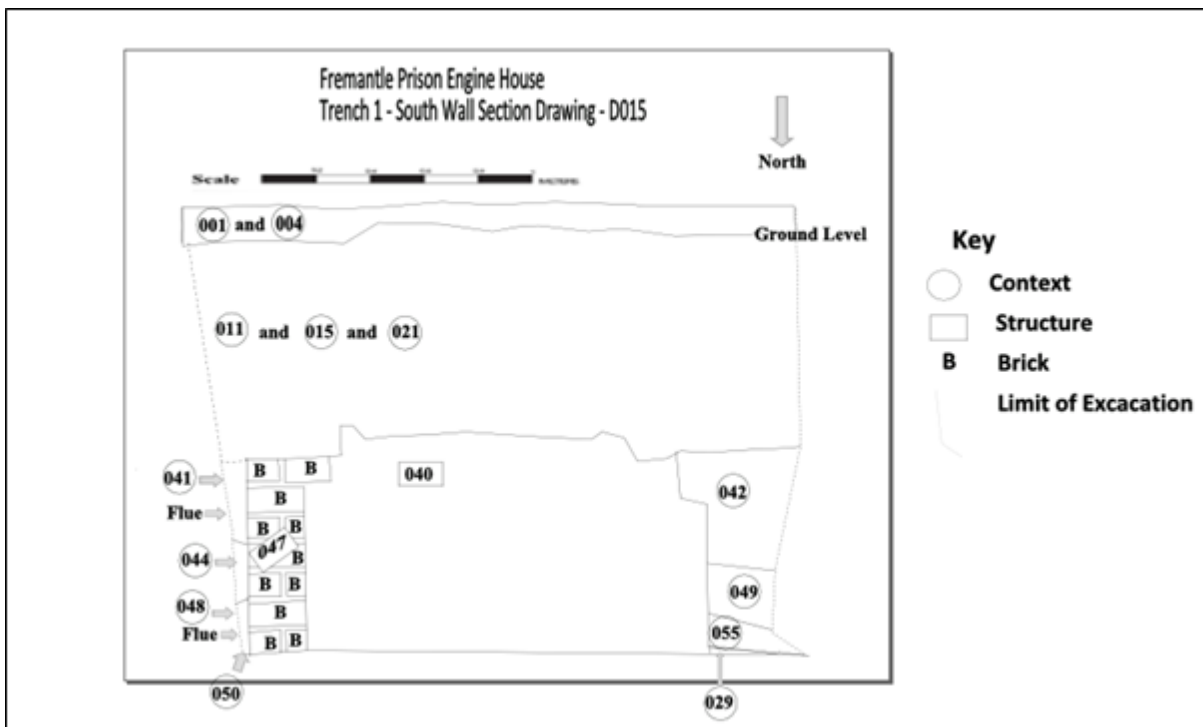 Fremantle Prison Engine House
Trench 1 - South Wall Section Drawing - D015
North
Scale
001 and 004
Ground Level
Key
Context
011 and 015 and 021
Structure
B Brick
Limit of Excacation
041
B B
040
042
Flue
B
B B
047
044
B
B B
049
048
B
Flue
B B
055
050
029